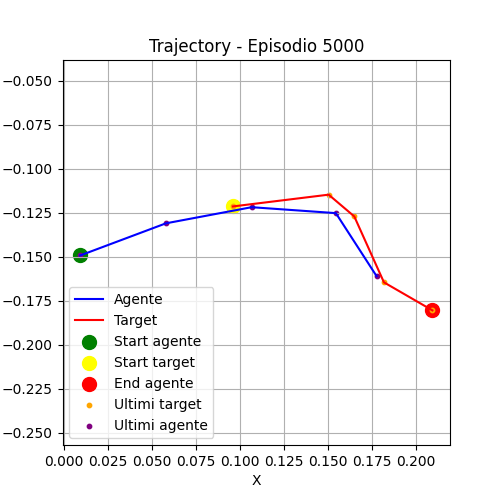 Trajectory - Episodio 5000
−0.050
−0.075
−0.100
−0.125
−0.150
−0.175
−0.200
−0.225
−0.250
Agente
Target
Start agente
Start target
End agente
Ultimi target
Ultimi agente
0.000 0.025 0.050 0.075 0.100 0.125 0.150 0.175 0.200
X